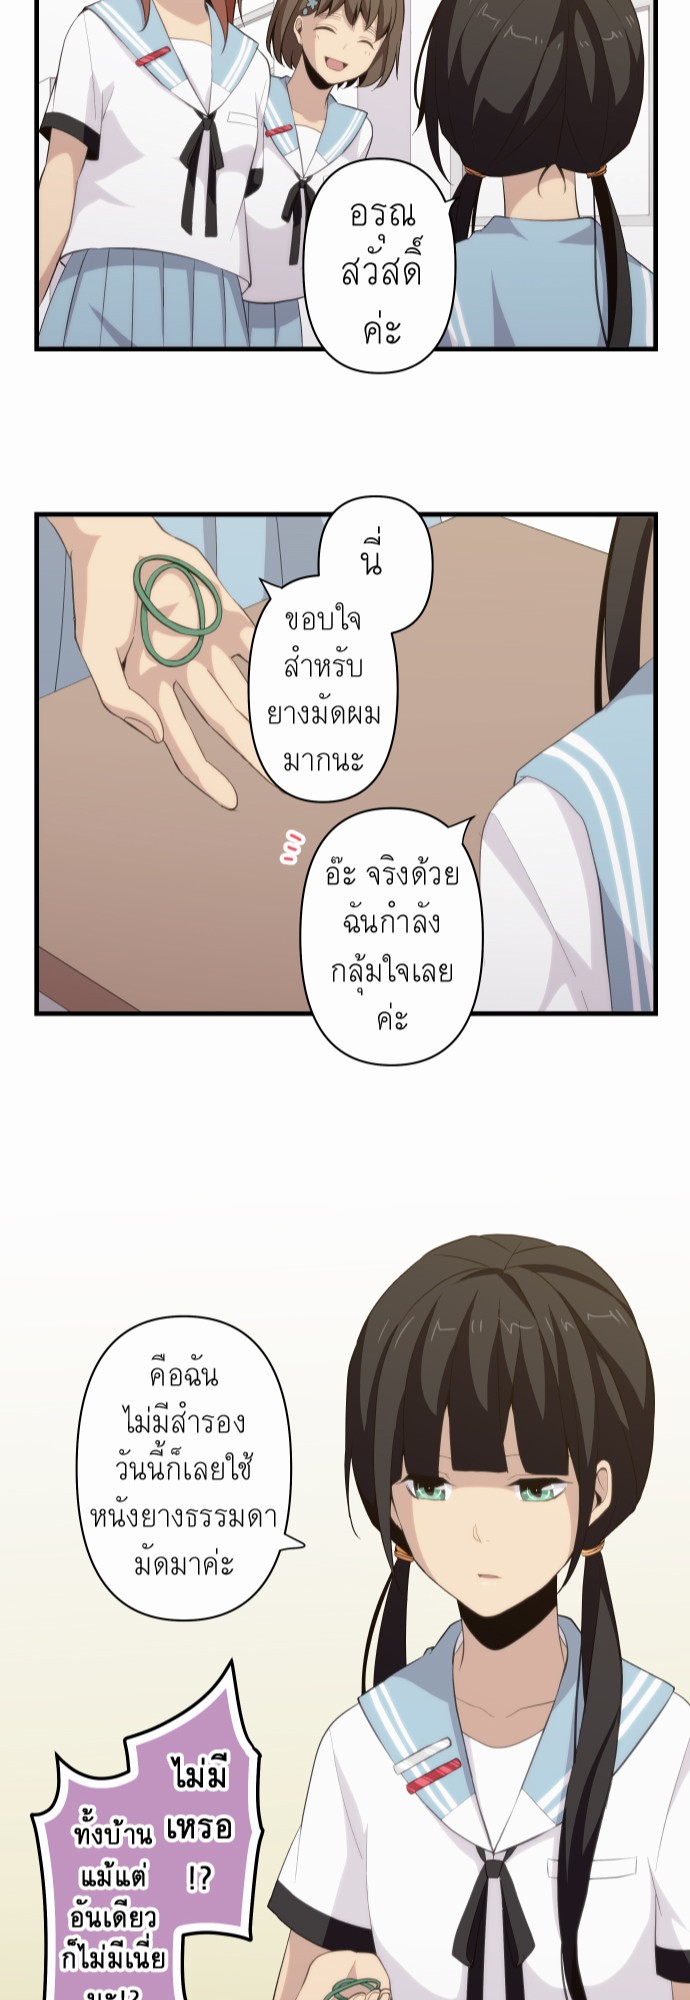 อรุณ
สวัสดิ์
ค่ะ
นี่
ขอบใจ
สำหรับ
ยางมัดผม
มากนะ
อ๊ะ จริงด้วย
ฉันกำลัง
กลุ้มใจเลย
ค่ะ
คือฉัน
ไม่มีสำรอง
วันนี้ก็เลยใช้
หนังยางธรรมดา
มัดมาค่ะ
ไม่มี
เหรอ
!?
ทั้งบ้าน
แม้แต่
อันเดียว
ก็ไม่มีเนี่ย
นะ!?